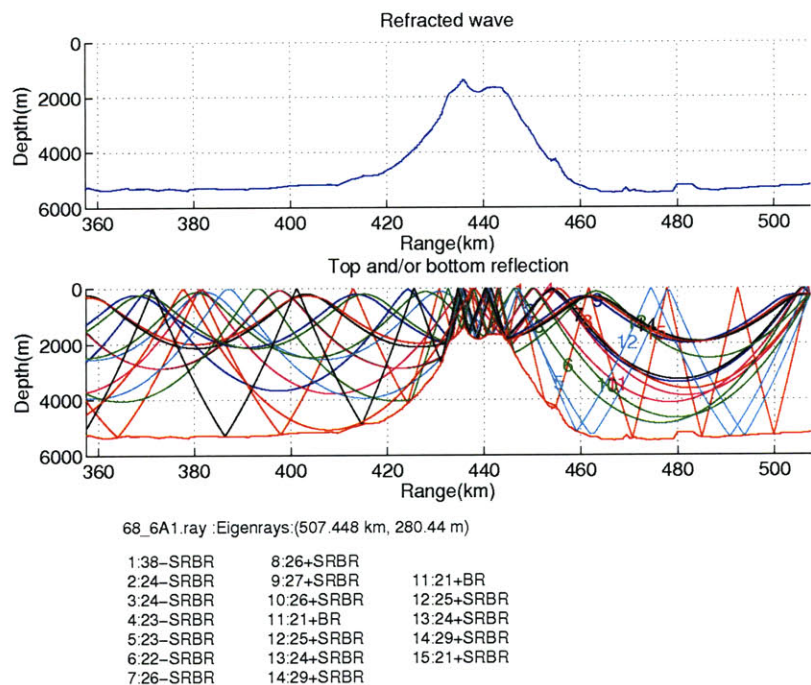 Refracted wave
0
2000
4000
6000
Depth(m)
360 380 400 420 440 460 480 500
Range(km)
Top and/or bottom reflection
0
2000
4000
6000
Depth(m)
12
6
360 380 400 420 440 460 480 500
Range(km)
68_6A1.ray :Eigenrays:(507.448 km, 280.44 m)
1:38−SRBR 8:26+SRBR
2:24−SRBR 9:27+SRBR 11:21+BR
3:24−SRBR 10:26+SRBR 12:25+SRBR
4:23−SRBR 11:21+BR 13:24+SRBR
5:23−SRBR 12:25+SRBR 14:29+SRBR
6:22−SRBR 13:24+SRBR 15:21+SRBR
7:26−SRBR 14:29+SRBR